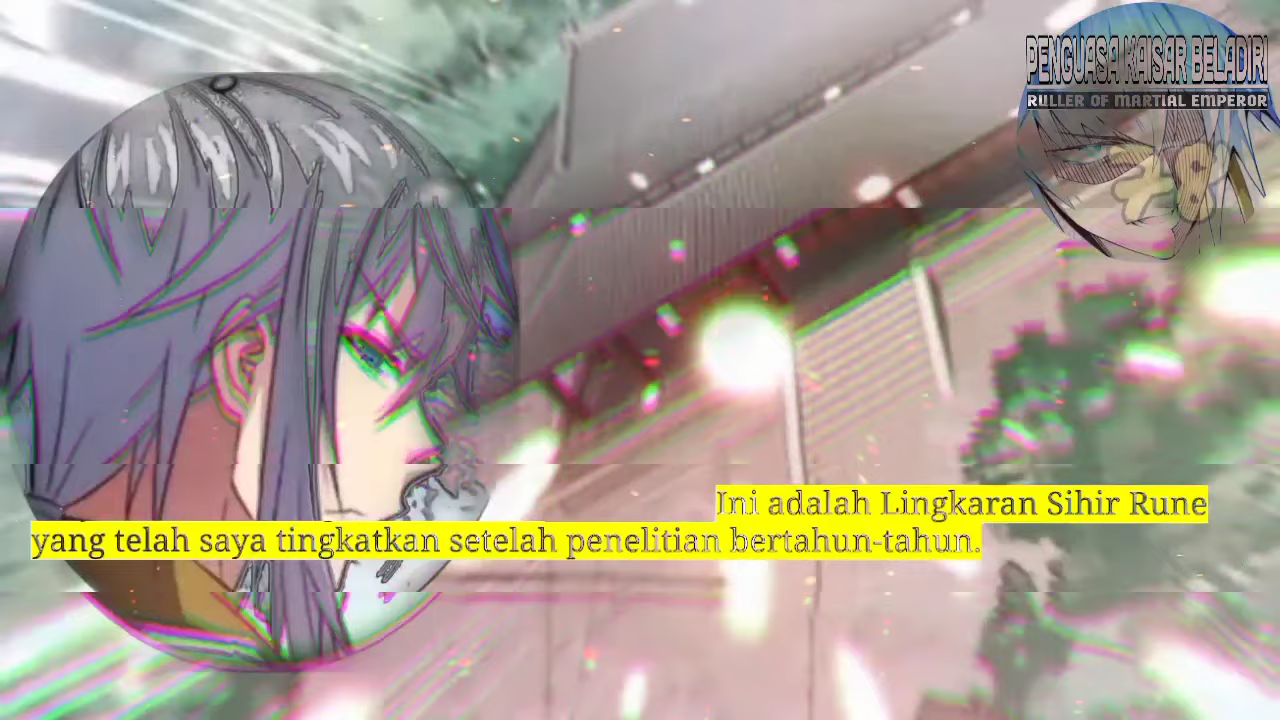 PENGUASA KAISAR BELADIRI
RULLER OF MARTIAL EMPEROR
Ini adalah Lingkaran Sihir Rune
yang telah saya tingkatkan setelah penelitian bertahun-tahun.